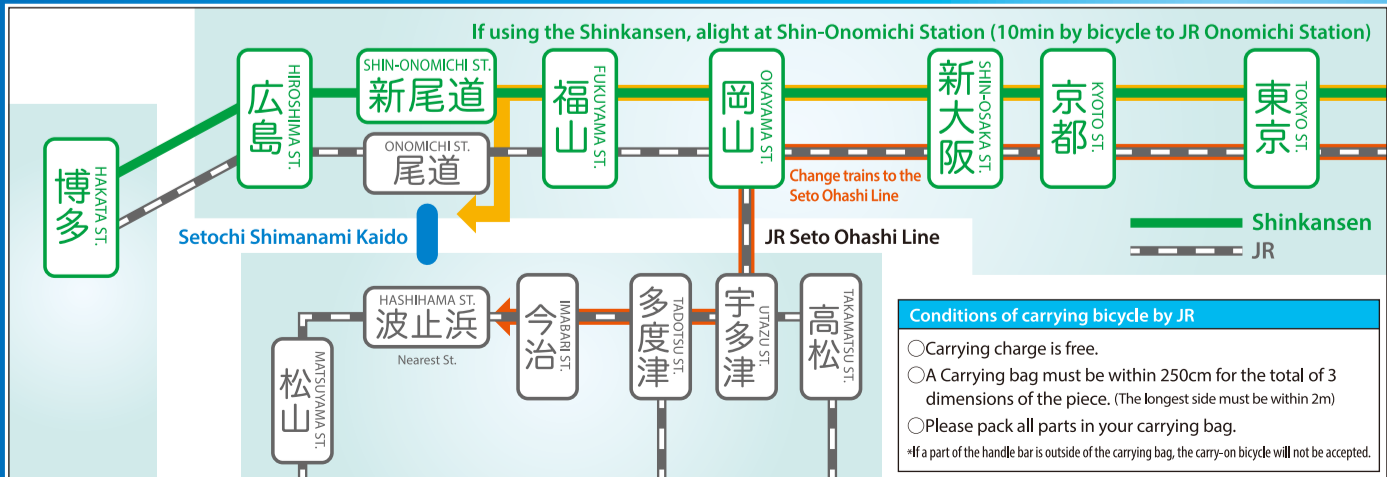 If using the Shinkansen, alight at Shin-Onomichi Station (10min by bicycle to JR Onomichi Station)
博多
HAKATA ST.
広島
HIROSHIMA ST.
SHIN-ONOMICHI ST.
新尾道
ONOMICHI ST.
尾道
福山
FUKUYAMA ST.
岡山
OKAYAMA ST.
新大阪
SHIN-OSAKA ST.
京都
KYOTO ST.
東京
TOKYO ST.
Change trains to the
Seto Ohashi Line
Shinkansen
JR
Setochi Shimanami Kaido
JR Seto Ohashi Line
松山
MATSUYAMA ST.
HASHIHAMA ST.
波止浜
Nearest St.
今治
IMABARI ST.
多度津
TADOTSU ST.
宇多津
UTAZU ST.
高松
TAKAMATSU ST.
Conditions of carrying bicycle by JR
○Carrying charge is free.
○A Carrying bag must be within 250cm for the total of 3
dimensions of the piece. (The longest side must be within 2m)
○Please pack all parts in your carrying bag.
*If a part of the handle bar is outside of the carrying bag, the carry-on bicycle will not be accepted.